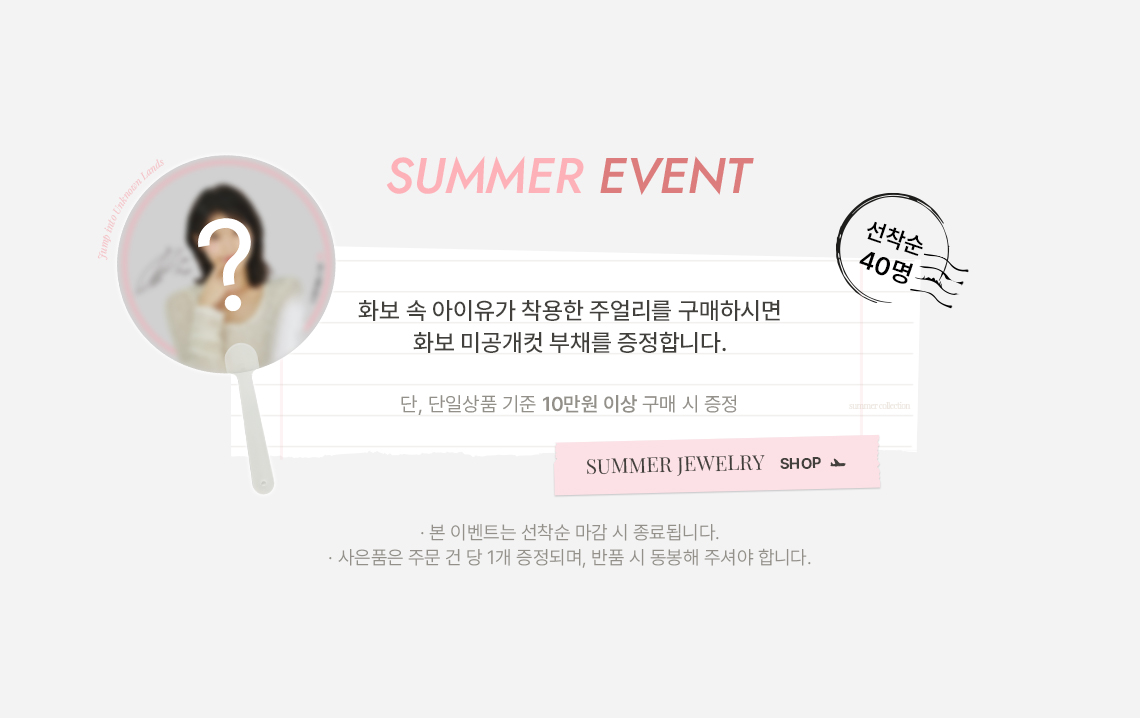 SUMMER EVENT
Jump into Unknown Lands
선착순
40명
화보 속 아이유가 착용한 주얼리를 구매하시면
화보 미공개컷 부채를 증정합니다.
단, 단일상품 기준 10만원 이상 구매 시 증정
summer collection
SUMMER JEWELRY SHOP
· 본 이벤트는 선착순 마감 시 종료됩니다.
· 사은품은 주문 건 당 1개 증정되며, 반품 시 동봉해 주셔야 합니다.
?